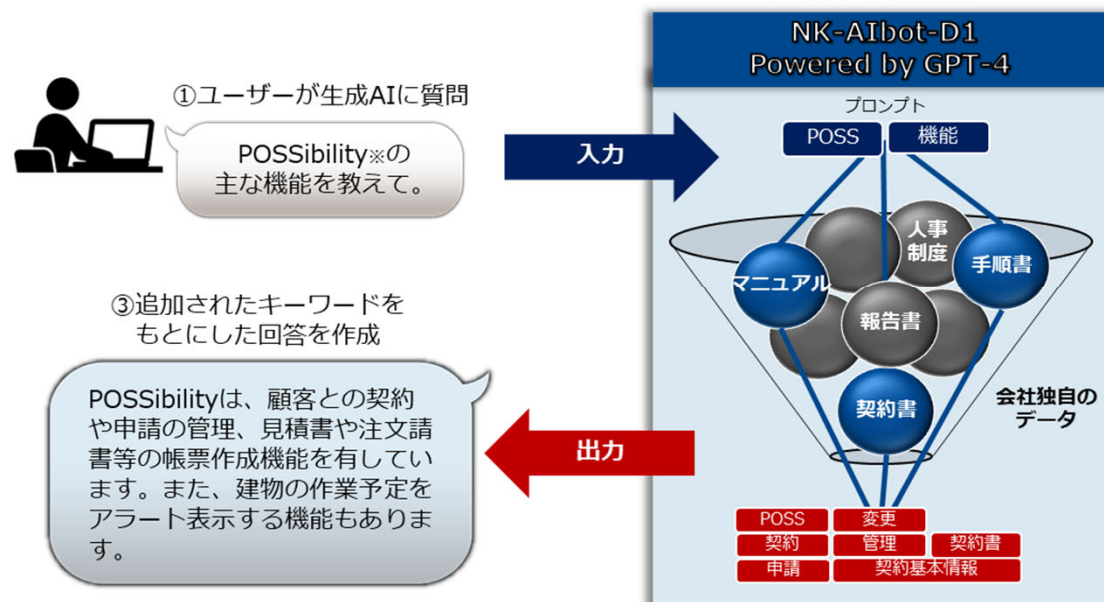 ①ユーザーが生成AIに質問
POSSibility※の
主な機能を教えて。
入力
NK-AIbot-D1
Powered by GPT-4
プロンプト
POSS
機能
人事
制度
マニュアル
手順書
報告書
契約書
会社独自の
データ
POSS
変更
契約
管理
契約書
申請
契約基本情報
出力
③追加されたキーワードを
もとにした回答を作成
POSSibilityは、顧客との契約
や申請の管理、見積書や注文請
書等の帳票作成機能を有してい
ます。また、建物の作業予定を
アラート表示する機能もありま
す。